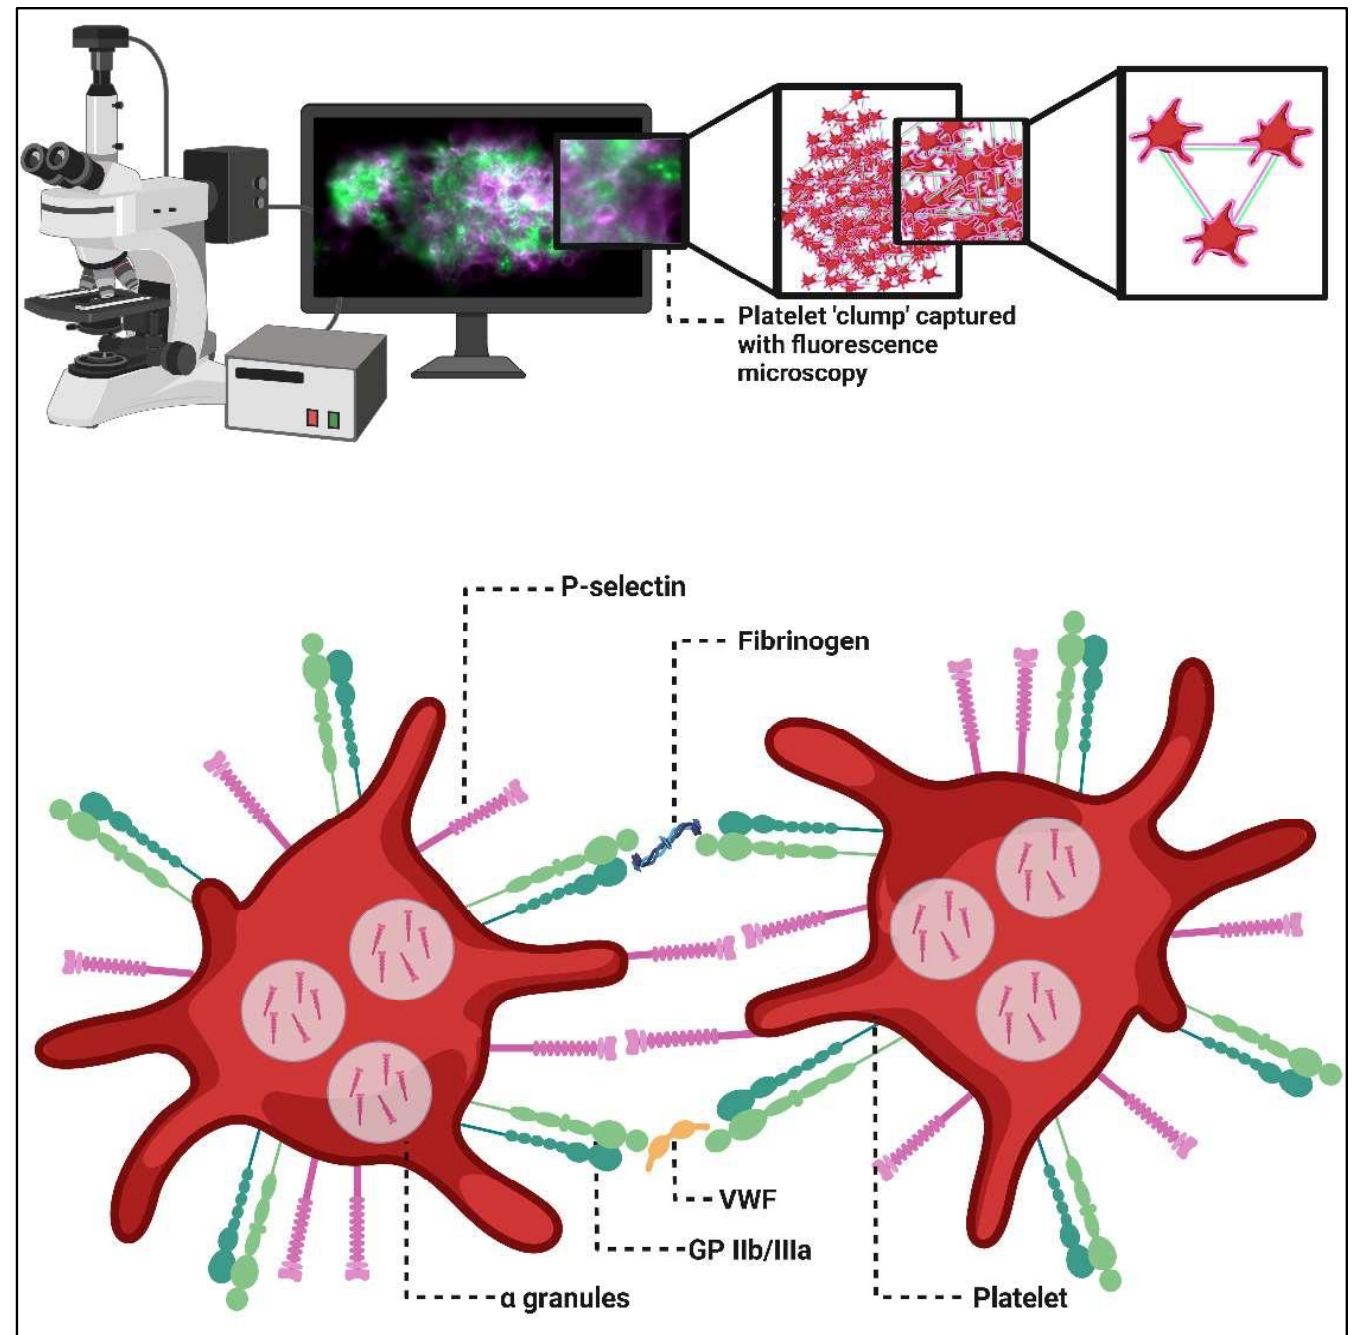 Platelet 'clump' captured
with fluorescence
microscopy
P-selectin
Fibrinogen
VWF
GP IIb/IIIa
α granules
Platelet